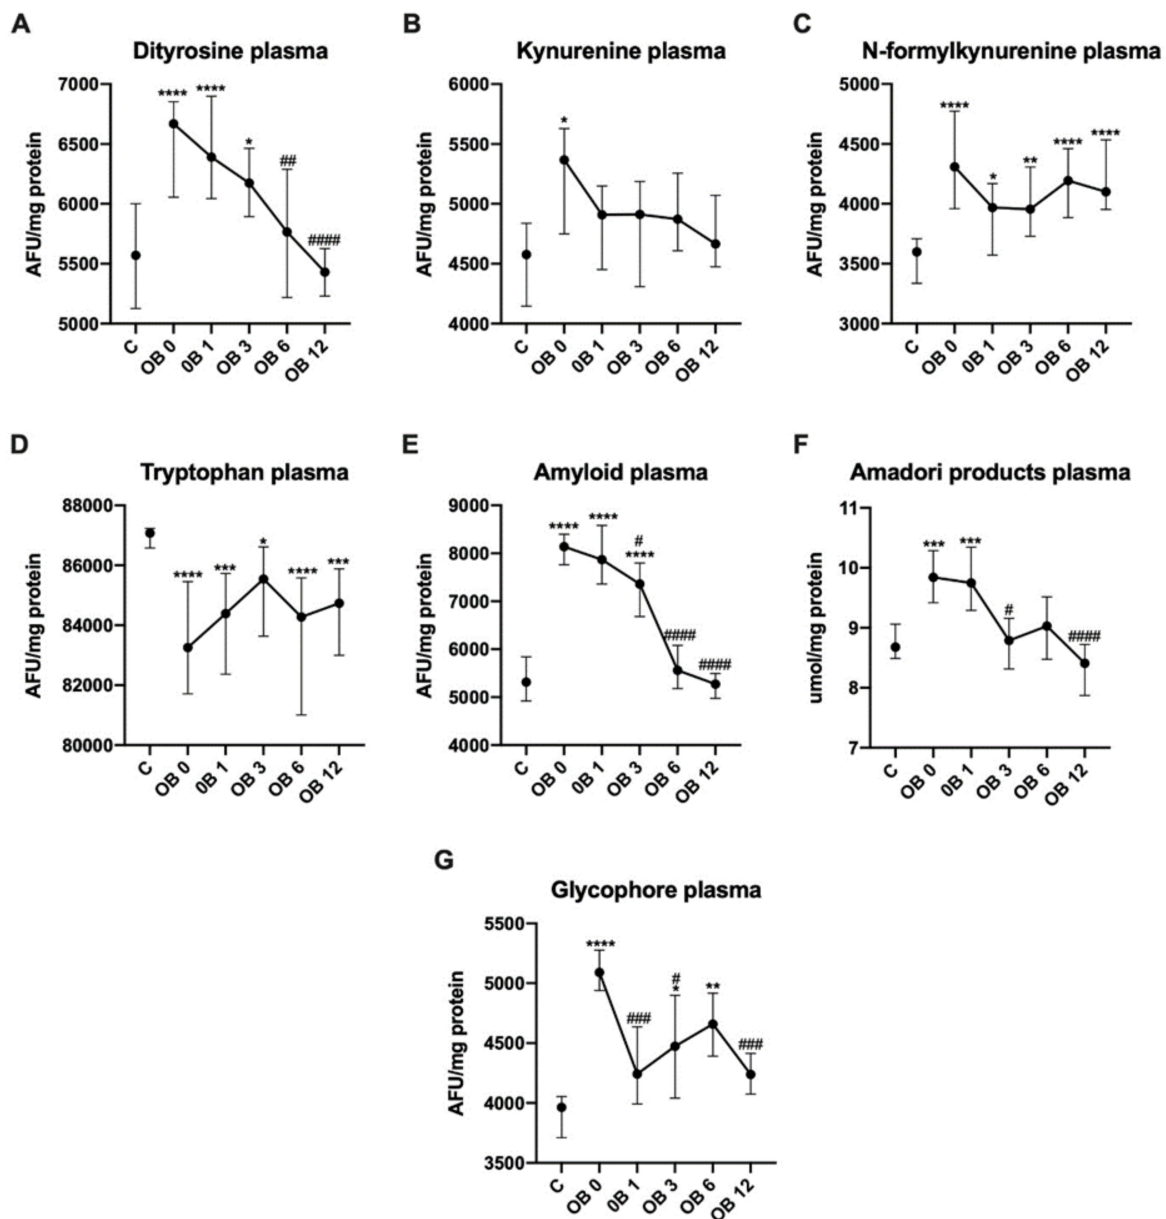 A
Dityrosine plasma
AFU/mg protein
7000
6500
6000
5500
5000
****
****
*
##
####
C
OB 0
0B 1
OB 3
OB 6
OB 12
B
Kynurenine plasma
AFU/mg protein
6000
5500
5000
4500
4000
*
C
OB 0
0B 1
OB 3
OB 6
OB 12
C
N-formylkynurenine plasma
AFU/mg protein
5000
4500
4000
3500
3000
****
*
**
****
****
C
OB 0
0B 1
OB 3
OB 6
OB 12
D
Tryptophan plasma
AFU/mg protein
88000
86000
84000
82000
80000
****
***
*
****
***
C
OB 0
0B 1
OB 3
OB 6
OB 12
E
Amyloid plasma
AFU/mg protein
9000
8000
7000
6000
5000
4000
****
****
#
****
####
####
C
OB 0
0B 1
OB 3
OB 6
OB 12
F
Amadori products plasma
umol/mg protein
11
10
9
8
7
***
***
#
####
C
OB 0
0B 1
OB 3
OB 6
OB 12
G
Glycophore plasma
AFU/mg protein
5500
5000
4500
4000
3500
****
###
#
*
**
###
C
OB 0
0B 1
OB 3
OB 6
OB 12